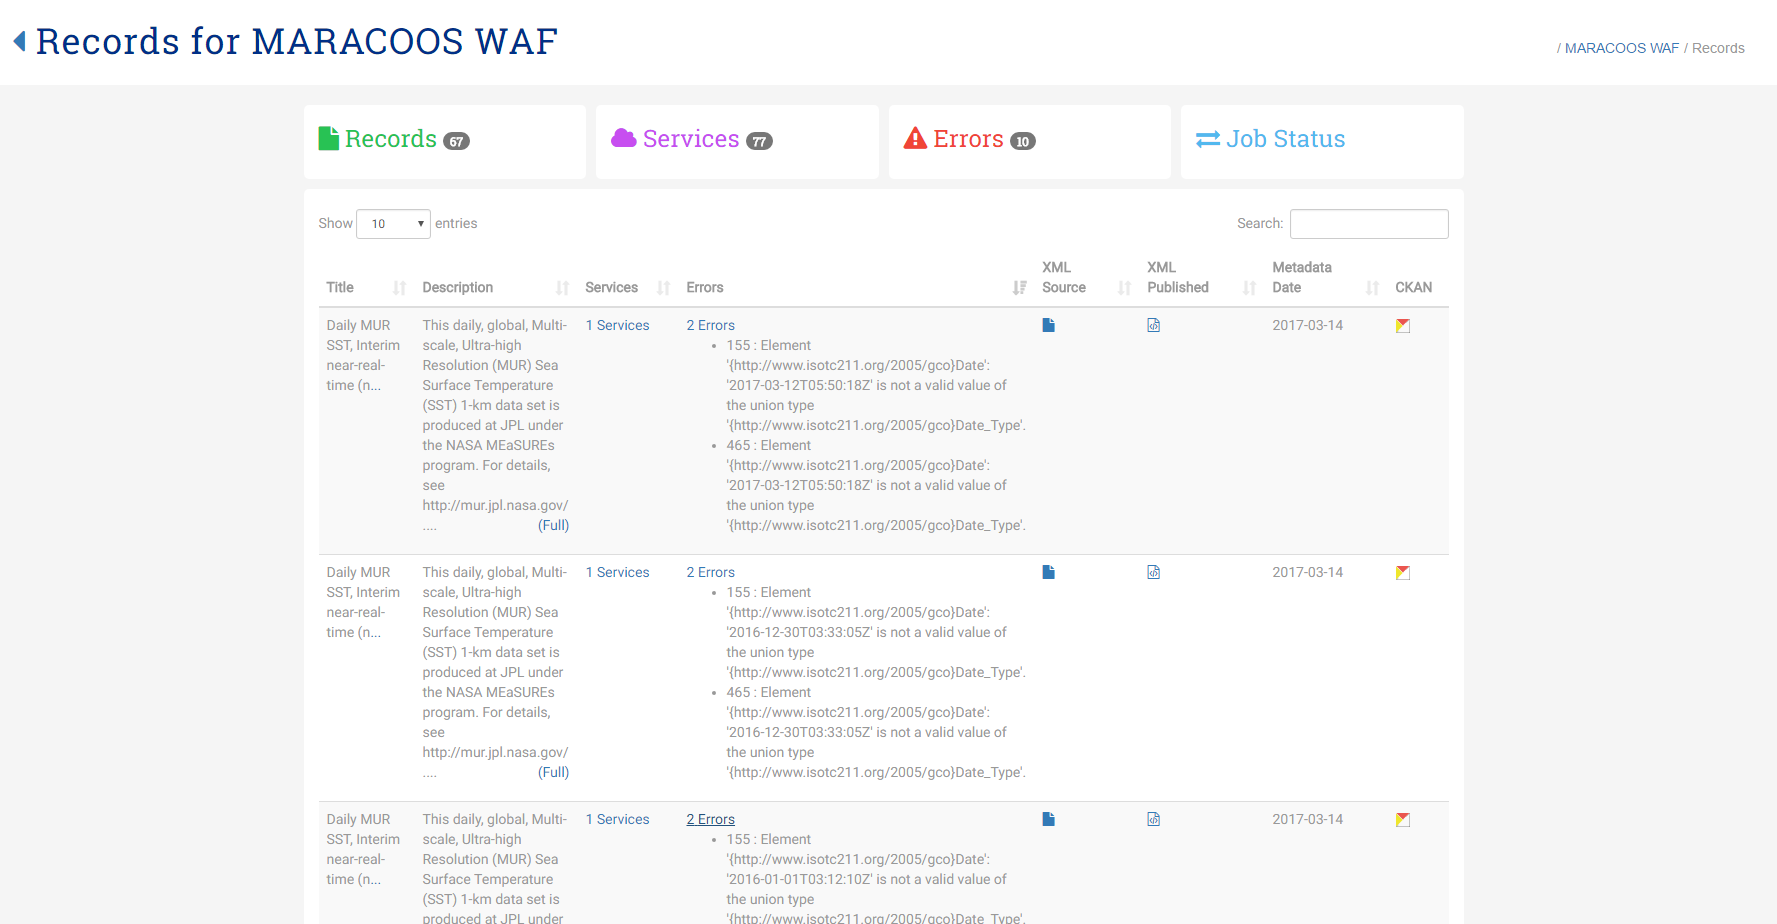 Records for MARACOOS WAF
/ MARACOOS WAF / Records
Records 67
Services 77
Errors 10
Job Status
Show 10 entries
Search:
Title
Description
Services
Errors
XML
Source
XML
Published
Metadata
Date
CKAN
Daily MUR
SST, Interim
near-real-
time (n...
This daily, global, Multi-
scale, Ultra-high
Resolution (MUR) Sea
Surface Temperature
(SST) 1-km data set is
produced at JPL under
the NASA MEaSUREs
program. For details,
see
http://mur.jpl.nasa.gov/
.... (Full)
1 Services
2 Errors
• 155 : Element
'{http://www.isotc211.org/2005/gco}Date':
'2017-03-12T05:50:18Z' is not a valid value of
the union type
'{http://www.isotc211.org/2005/gco}Date_Type'.
• 465 : Element
'{http://www.isotc211.org/2005/gco}Date':
'2017-03-12T05:50:18Z' is not a valid value of
the union type
'{http://www.isotc211.org/2005/gco}Date_Type'.
2017-03-14
Daily MUR
SST, Interim
near-real-
time (n...
This daily, global, Multi-
scale, Ultra-high
Resolution (MUR) Sea
Surface Temperature
(SST) 1-km data set is
produced at JPL under
the NASA MEaSUREs
program. For details,
see
http://mur.jpl.nasa.gov/
.... (Full)
1 Services
2 Errors
• 155 : Element
'{http://www.isotc211.org/2005/gco}Date':
'2016-12-30T03:33:05Z' is not a valid value of
the union type
'{http://www.isotc211.org/2005/gco}Date_Type'.
• 465 : Element
'{http://www.isotc211.org/2005/gco}Date':
'2016-12-30T03:33:05Z' is not a valid value of
the union type
'{http://www.isotc211.org/2005/gco}Date_Type'.
2017-03-14
Daily MUR
SST, Interim
near-real-
time (n...
This daily, global, Multi-
scale, Ultra-high
Resolution (MUR) Sea
Surface Temperature
(SST) 1-km data set is
produced at JPL under
1 Services
2 Errors
• 155 : Element
'{http://www.isotc211.org/2005/gco}Date':
'2016-01-01T03:12:10Z' is not a valid value of
the union type
'{http://www.isotc211.org/2005/gco}Date_Type'.
2017-03-14